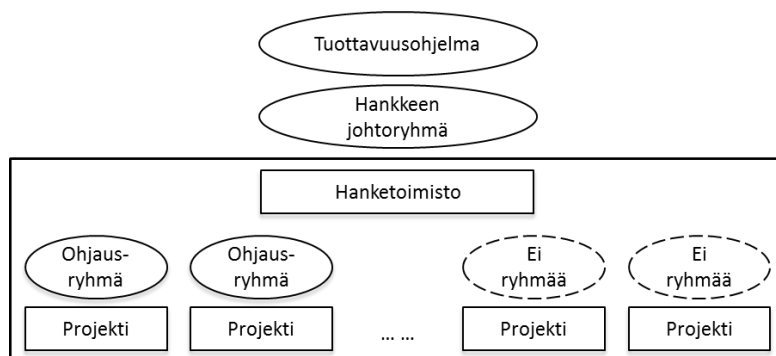 Tuottavuusohjelma
Hankkeen
johtoryhmä
Hanketoimisto
Ohjaus-
ryhmä
Ohjaus-
ryhmä
Ei
ryhmää
Ei
ryhmää
Projekti
Projekti
... ...
Projekti
Projekti